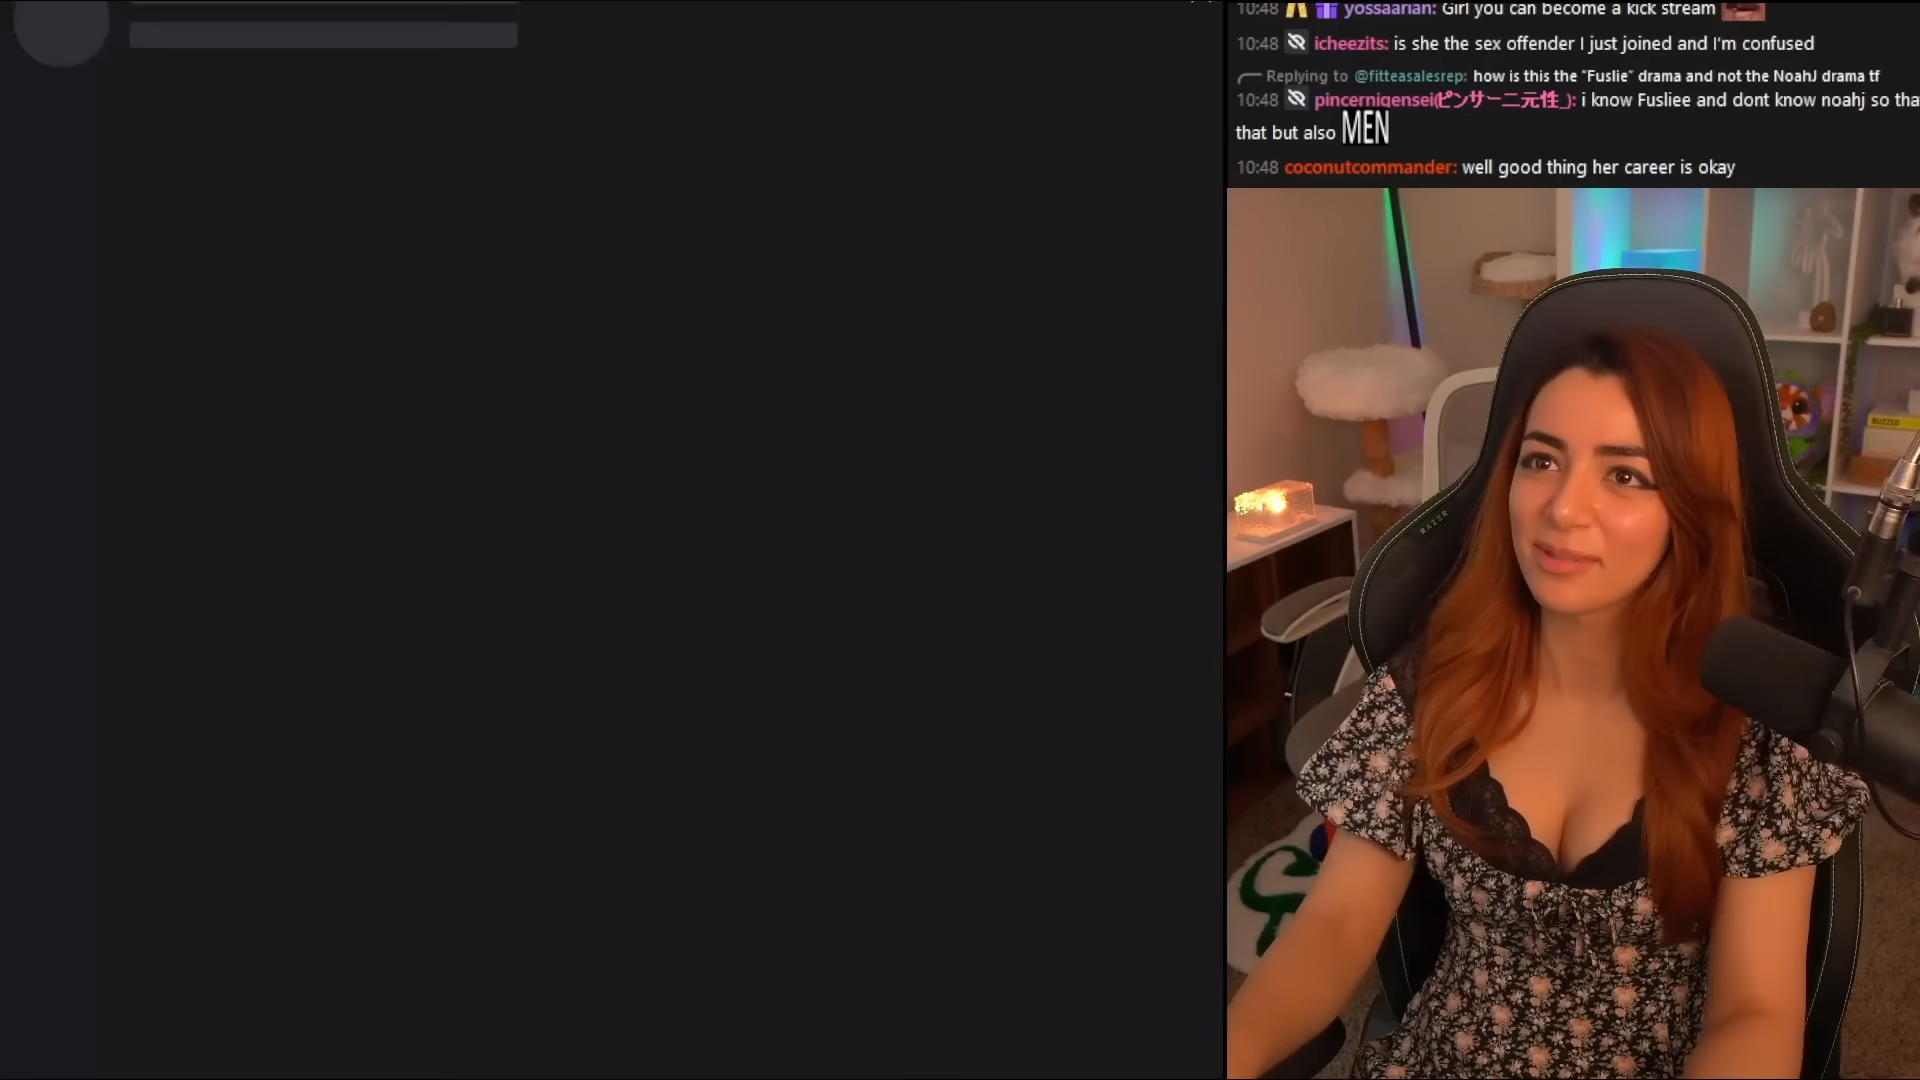 10:48 yossaarian: Girl you can become a kick stream
10:48 icheezits: is she the sex offender I just joined and I'm confused
Replying to @fitteasalesrep: how is this the "Fuslie" drama and not the NoahJ drama tf
10:48 pincernigensei(ピンサー二元性_): i know Fusliee and dont know noahj so tha
that but also MEN
10:48 coconutcommander: well good thing her career is okay
BUZZED
RAZER